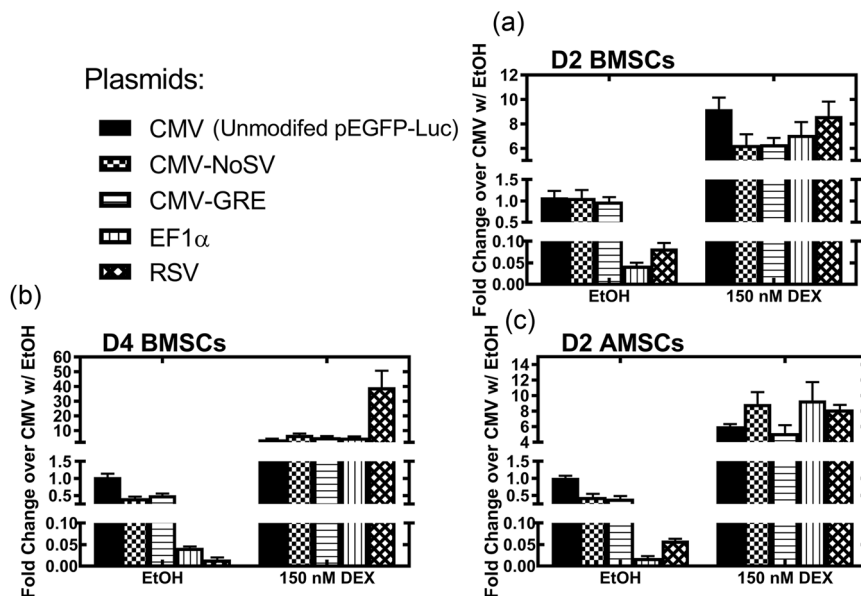 Plasmids:
CMV (Unmodifed pEGFP-Luc)
CMV-NoSV
CMV-GRE
EF1α
RSV
(a)
D2 BMSCs
Fold Change over CMV w/ EtOH
12
10
8
6
1.5
1.0
0.5
0.10
0.05
0.00
EtOH
150 nM DEX
(b)
D4 BMSCs
Fold Change over CMV w/ EtOH
60
50
40
30
20
10
1.5
1.0
0.5
0.10
0.05
0.00
EtOH
150 nM DEX
(c)
D2 AMSCs
Fold Change over CMV w/ EtOH
14
12
10
8
6
4
1.5
1.0
0.5
0.10
0.05
0.00
EtOH
150 nM DEX